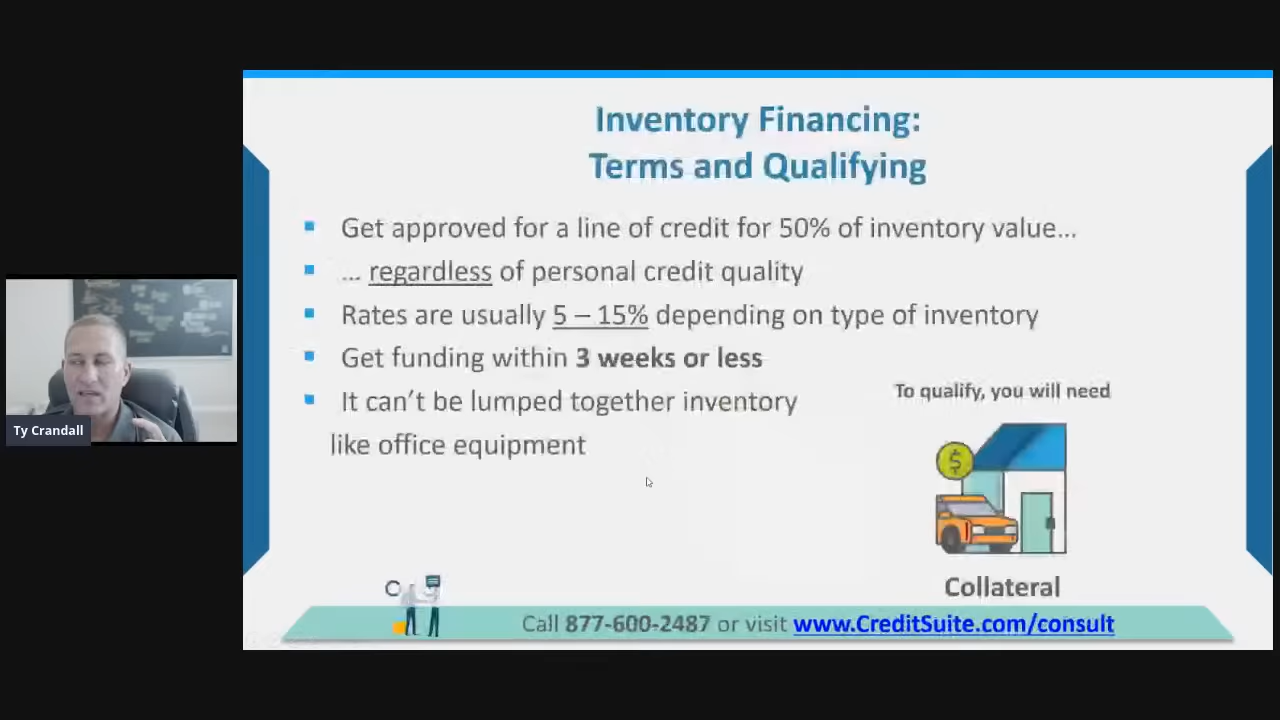 Inventory Financing:
Terms and Qualifying
Get approved for a line of credit for 50% of inventory value...
... regardless of personal credit quality
Rates are usually 5 – 15% depending on type of inventory
Get funding within 3 weeks or less
It can't be lumped together inventory
like office equipment
To qualify, you will need
$
Collateral
Ty Crandall
Call 877-600-2487 or visit www.CreditSuite.com/consult